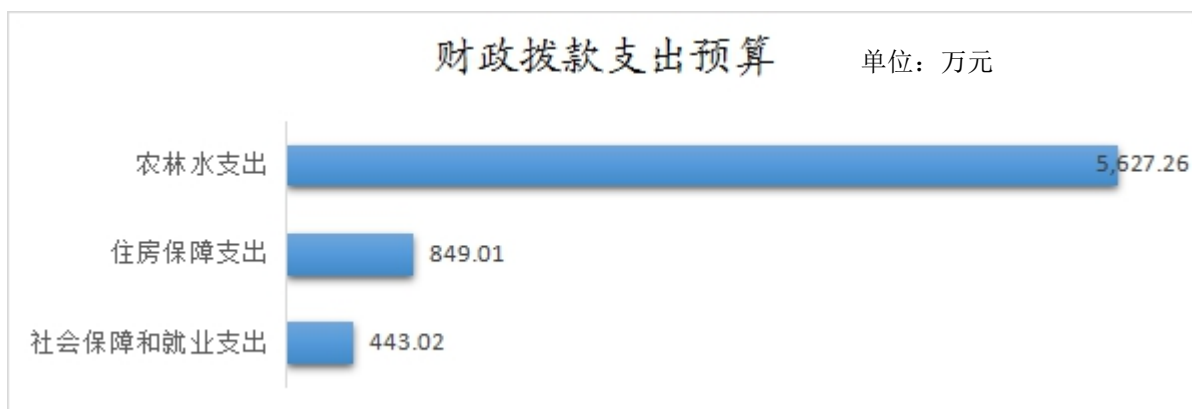 财政拨款支出预算 单位：万元
农林水支出 5,627.26
住房保障支出 849.01
社会保障和就业支出 443.02